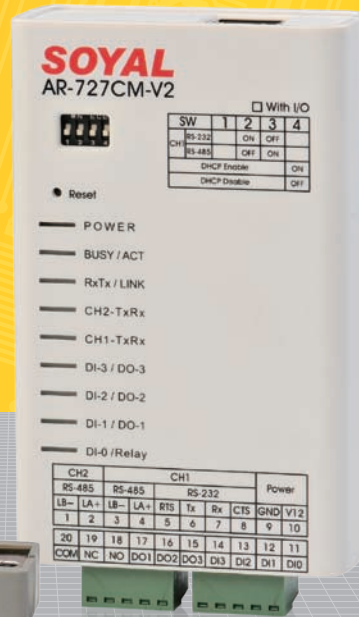 SOYAL
AR-727CM-V2
With I/O
SW 1 2 3 4
CH1 RS-232 ON OFF
RS-485 OFF ON
DHCP Enable ON
DHCP Disable OFF
Reset
POWER
BUSY / ACT
RxTx / LINK
CH2-TxRx
CH1-TxRx
DI-3 / DO-3
DI-2 / DO-2
DI-1 / DO-1
DI-0 /Relay
CH2 CH1 Power
RS-485 RS-485 RS-232
LB− LA+ LB− LA+ RTS Tx Rx CTS GND V12
1 2 3 4 5 6 7 8 9 10
20 19 18 17 16 15 14 13 12 11
COM NC NO DO1 DO2 DO3 DI3 DI2 DI1 DI0